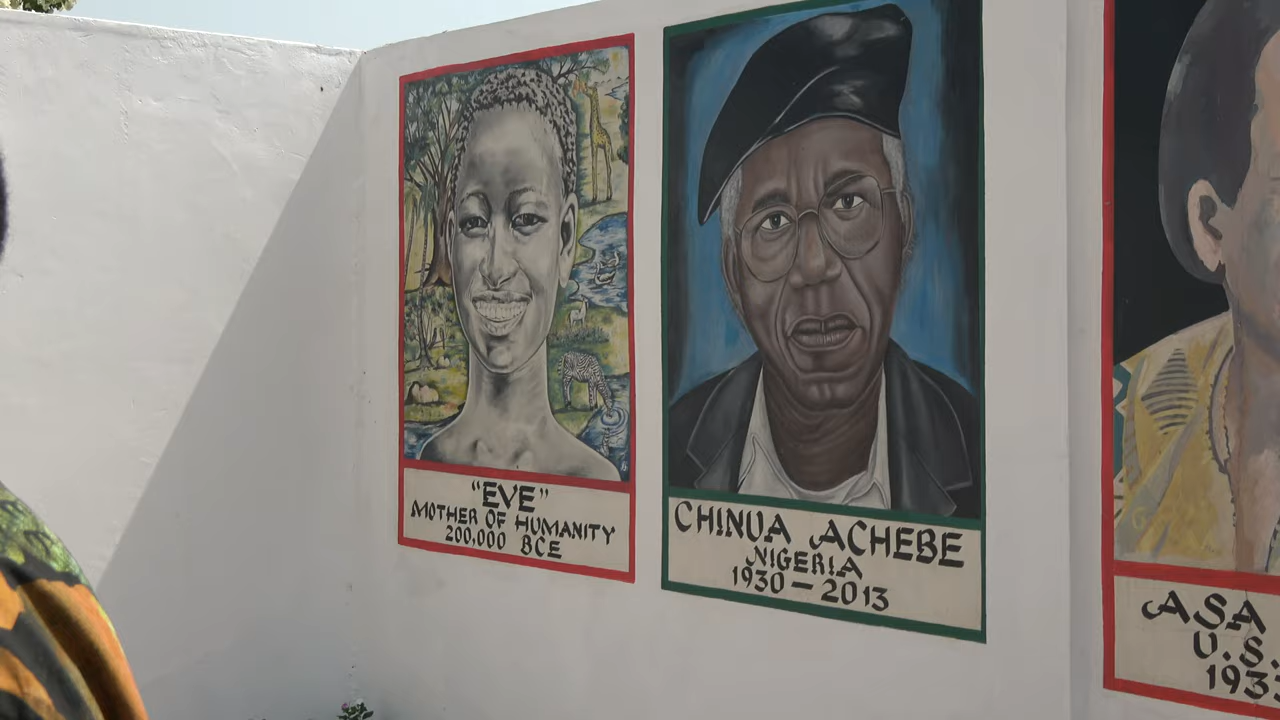 "EVE"
MOTHER OF HUMANITY
200,000 BCE
CHINUA ACHEBE
NIGERIA
1930 – 2013
ASA
U.S.
193